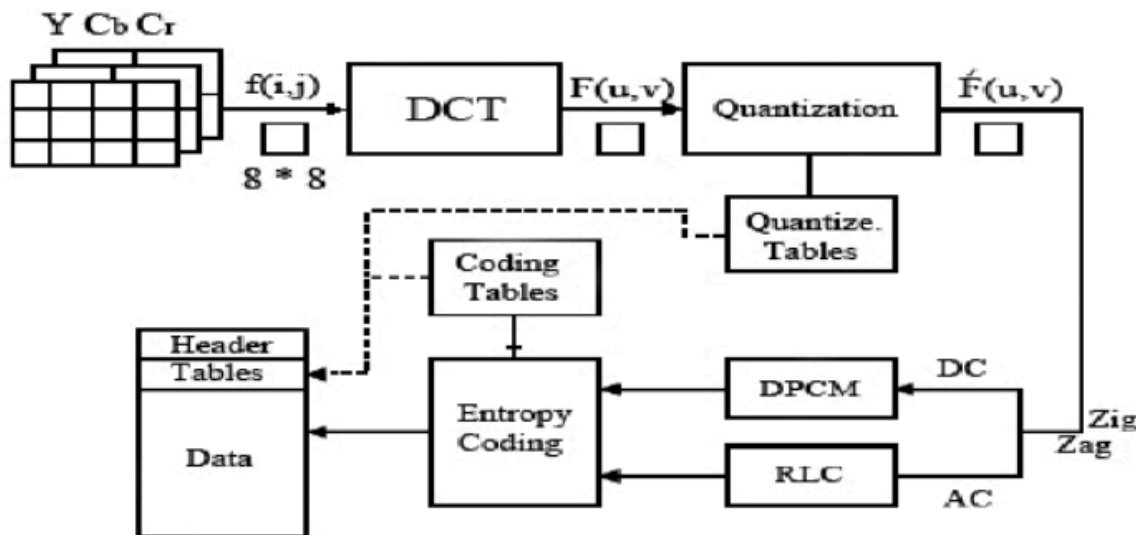 Y Cb Cr
f(i,j)
8 * 8
DCT
F(u,v)
Quantization
F́(u,v)
Quantize.
Tables
Coding
Tables
Header
Tables
Data
Entropy
Coding
DPCM
RLC
DC
AC
Zig
Zag